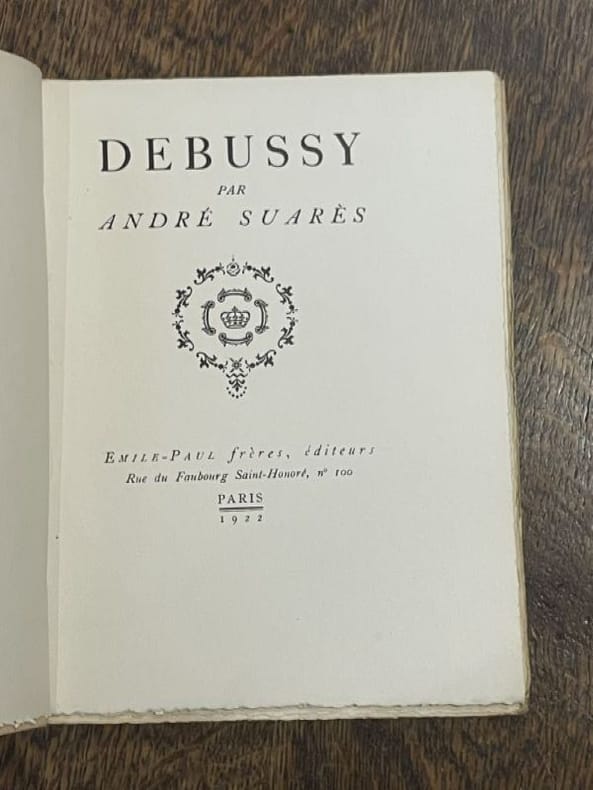 DEBUSSY
PAR
ANDRÉ SUARÈS
EMILE-PAUL frères, éditeurs
Rue du Faubourg Saint-Honoré, nº 100
PARIS
1922